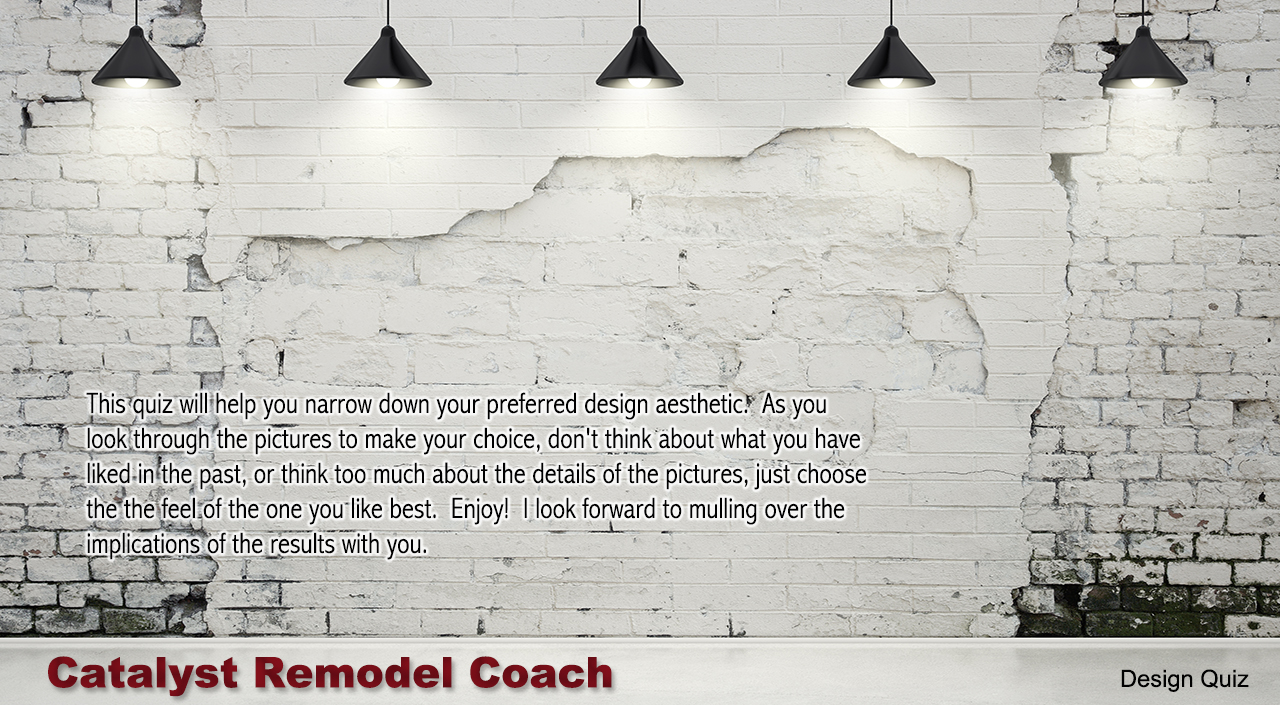 This quiz will help you narrow down your preferred design aesthetic.  As you
look through the pictures to make your choice, don't think about what you have
liked in the past, or think too much about the details of the pictures, just choose
the the feel of the one you like best.  Enjoy!  I look forward to mulling over the
implications of the results with you.
Catalyst Remodel Coach
Design Quiz